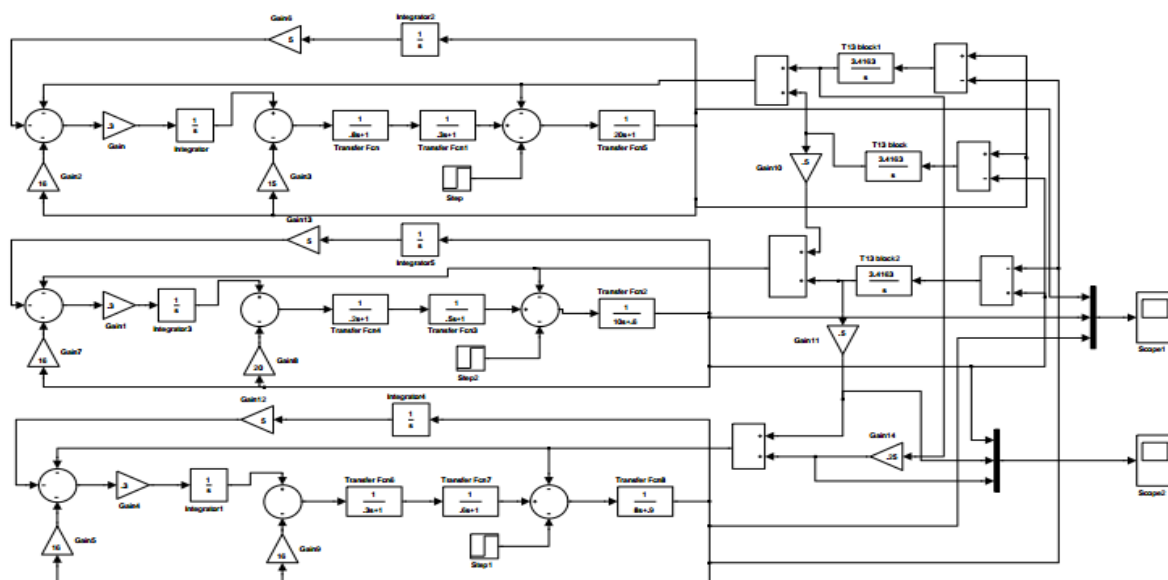 Gain6
5
Integrator2
1
s
T13 block1
3.4163
s
.3
Gain
1
s
Integrator
1
.8s+1
Transfer Fcn
1
.3s+1
Transfer Fcn1
1
20s+1
Transfer Fcn5
16
Gain2
15
Gain3
Step
Gain10
.5
T13 block
3.4163
s
Gain13
5
1
s
Integrator5
T13 block2
3.4163
s
.3
Gain1
1
s
Integrator3
1
.2s+1
Transfer Fcn4
1
.5s+1
Transfer Fcn3
Transfer Fcn2
1
10s+.6
16
Gain7
20
Gain8
Step2
Gain11
.5
Scope1
Gain12
5
Integrator4
1
s
Gain14
.25
.3
Gain4
1
s
Integrator1
Transfer Fcn6
1
.3s+1
Transfer Fcn7
1
.6s+1
Transfer Fcn8
1
8s+.9
16
Gain5
16
Gain9
Step1
Scope2